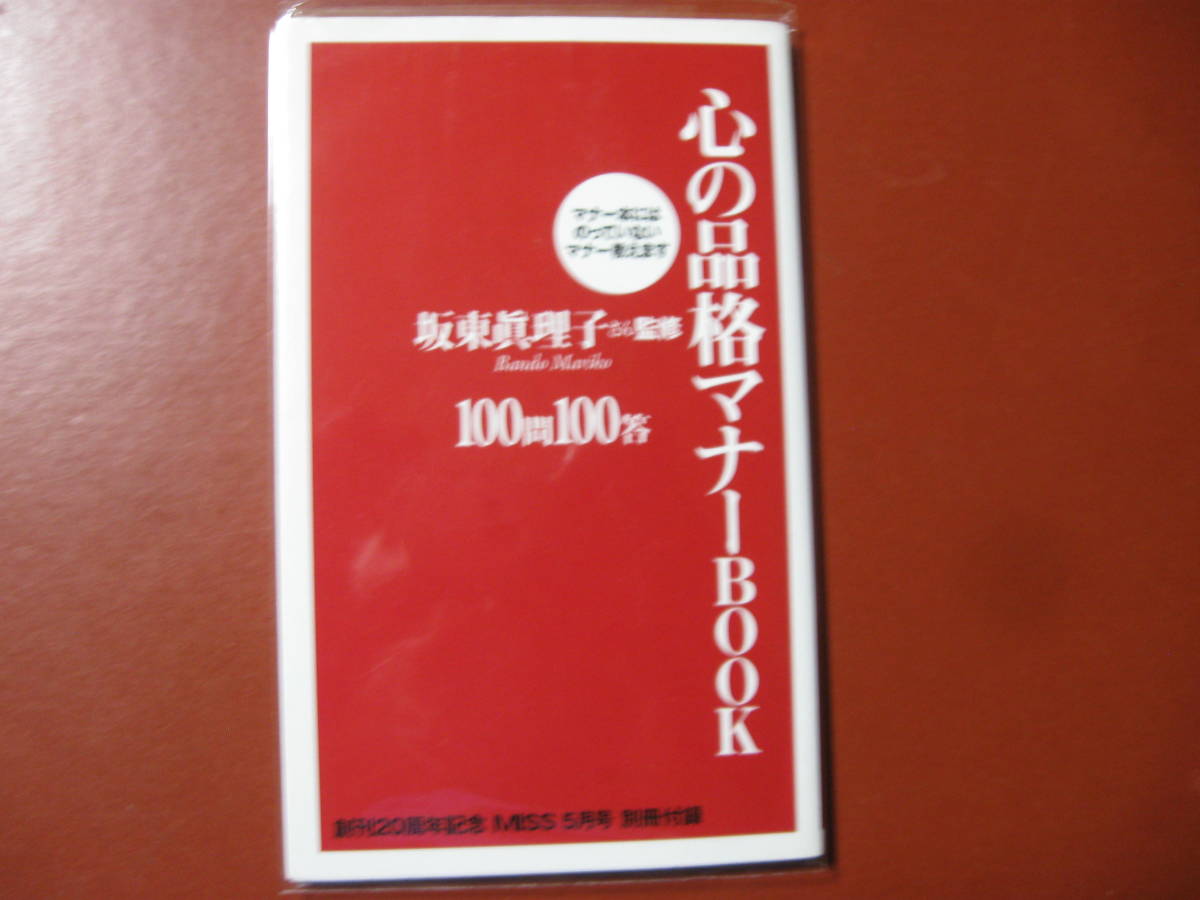 心の品格マナーBOOK
マナー本には
のっていない
マナー教えます
坂東眞理子さん監修
Bando Mariko
100問100答
創刊20周年記念 MISS 5月号 別冊付録